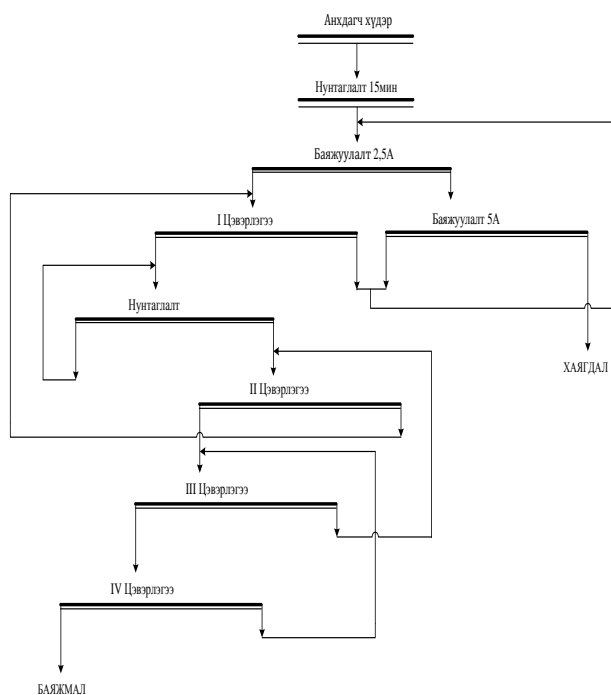 Анхдагч хүдэр
Нунтаглалт 15мин
Баяжуулалт 2,5А
I Цэвэрлэгээ
Баяжуулалт 5А
Нунтаглалт
ХАЯГДАЛ
II Цэвэрлэгээ
III Цэвэрлэгээ
IV Цэвэрлэгээ
БАЯЖМАЛ